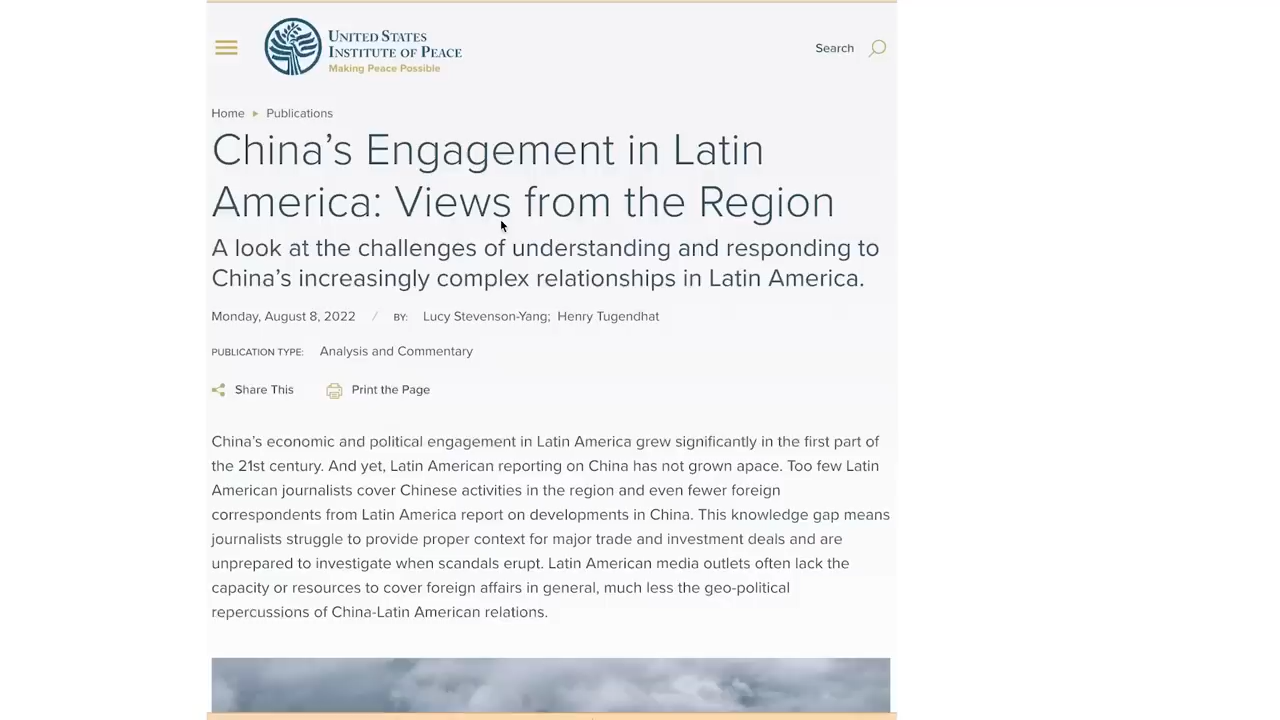 UNITED STATES
INSTITUTE OF PEACE
Making Peace Possible
Search
Home ▸ Publications
China’s Engagement in Latin
America: Views from the Region
A look at the challenges of understanding and responding to
China’s increasingly complex relationships in Latin America.
Monday, August 8, 2022 / BY: Lucy Stevenson-Yang; Henry Tugendhat
PUBLICATION TYPE: Analysis and Commentary
Share This Print the Page
China’s economic and political engagement in Latin America grew significantly in the first part of
the 21st century. And yet, Latin American reporting on China has not grown apace. Too few Latin
American journalists cover Chinese activities in the region and even fewer foreign
correspondents from Latin America report on developments in China. This knowledge gap means
journalists struggle to provide proper context for major trade and investment deals and are
unprepared to investigate when scandals erupt. Latin American media outlets often lack the
capacity or resources to cover foreign affairs in general, much less the geo-political
repercussions of China-Latin American relations.